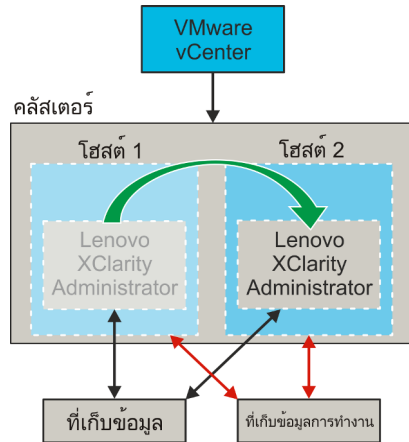 VMware
vCenter
คลัสเตอร์
โฮสต์ 1
โฮสต์ 2
Lenovo
XClarity
Administrator
Lenovo
XClarity
Administrator
ที่เก็บข้อมูล
ที่เก็บข้อมูลการทำงาน